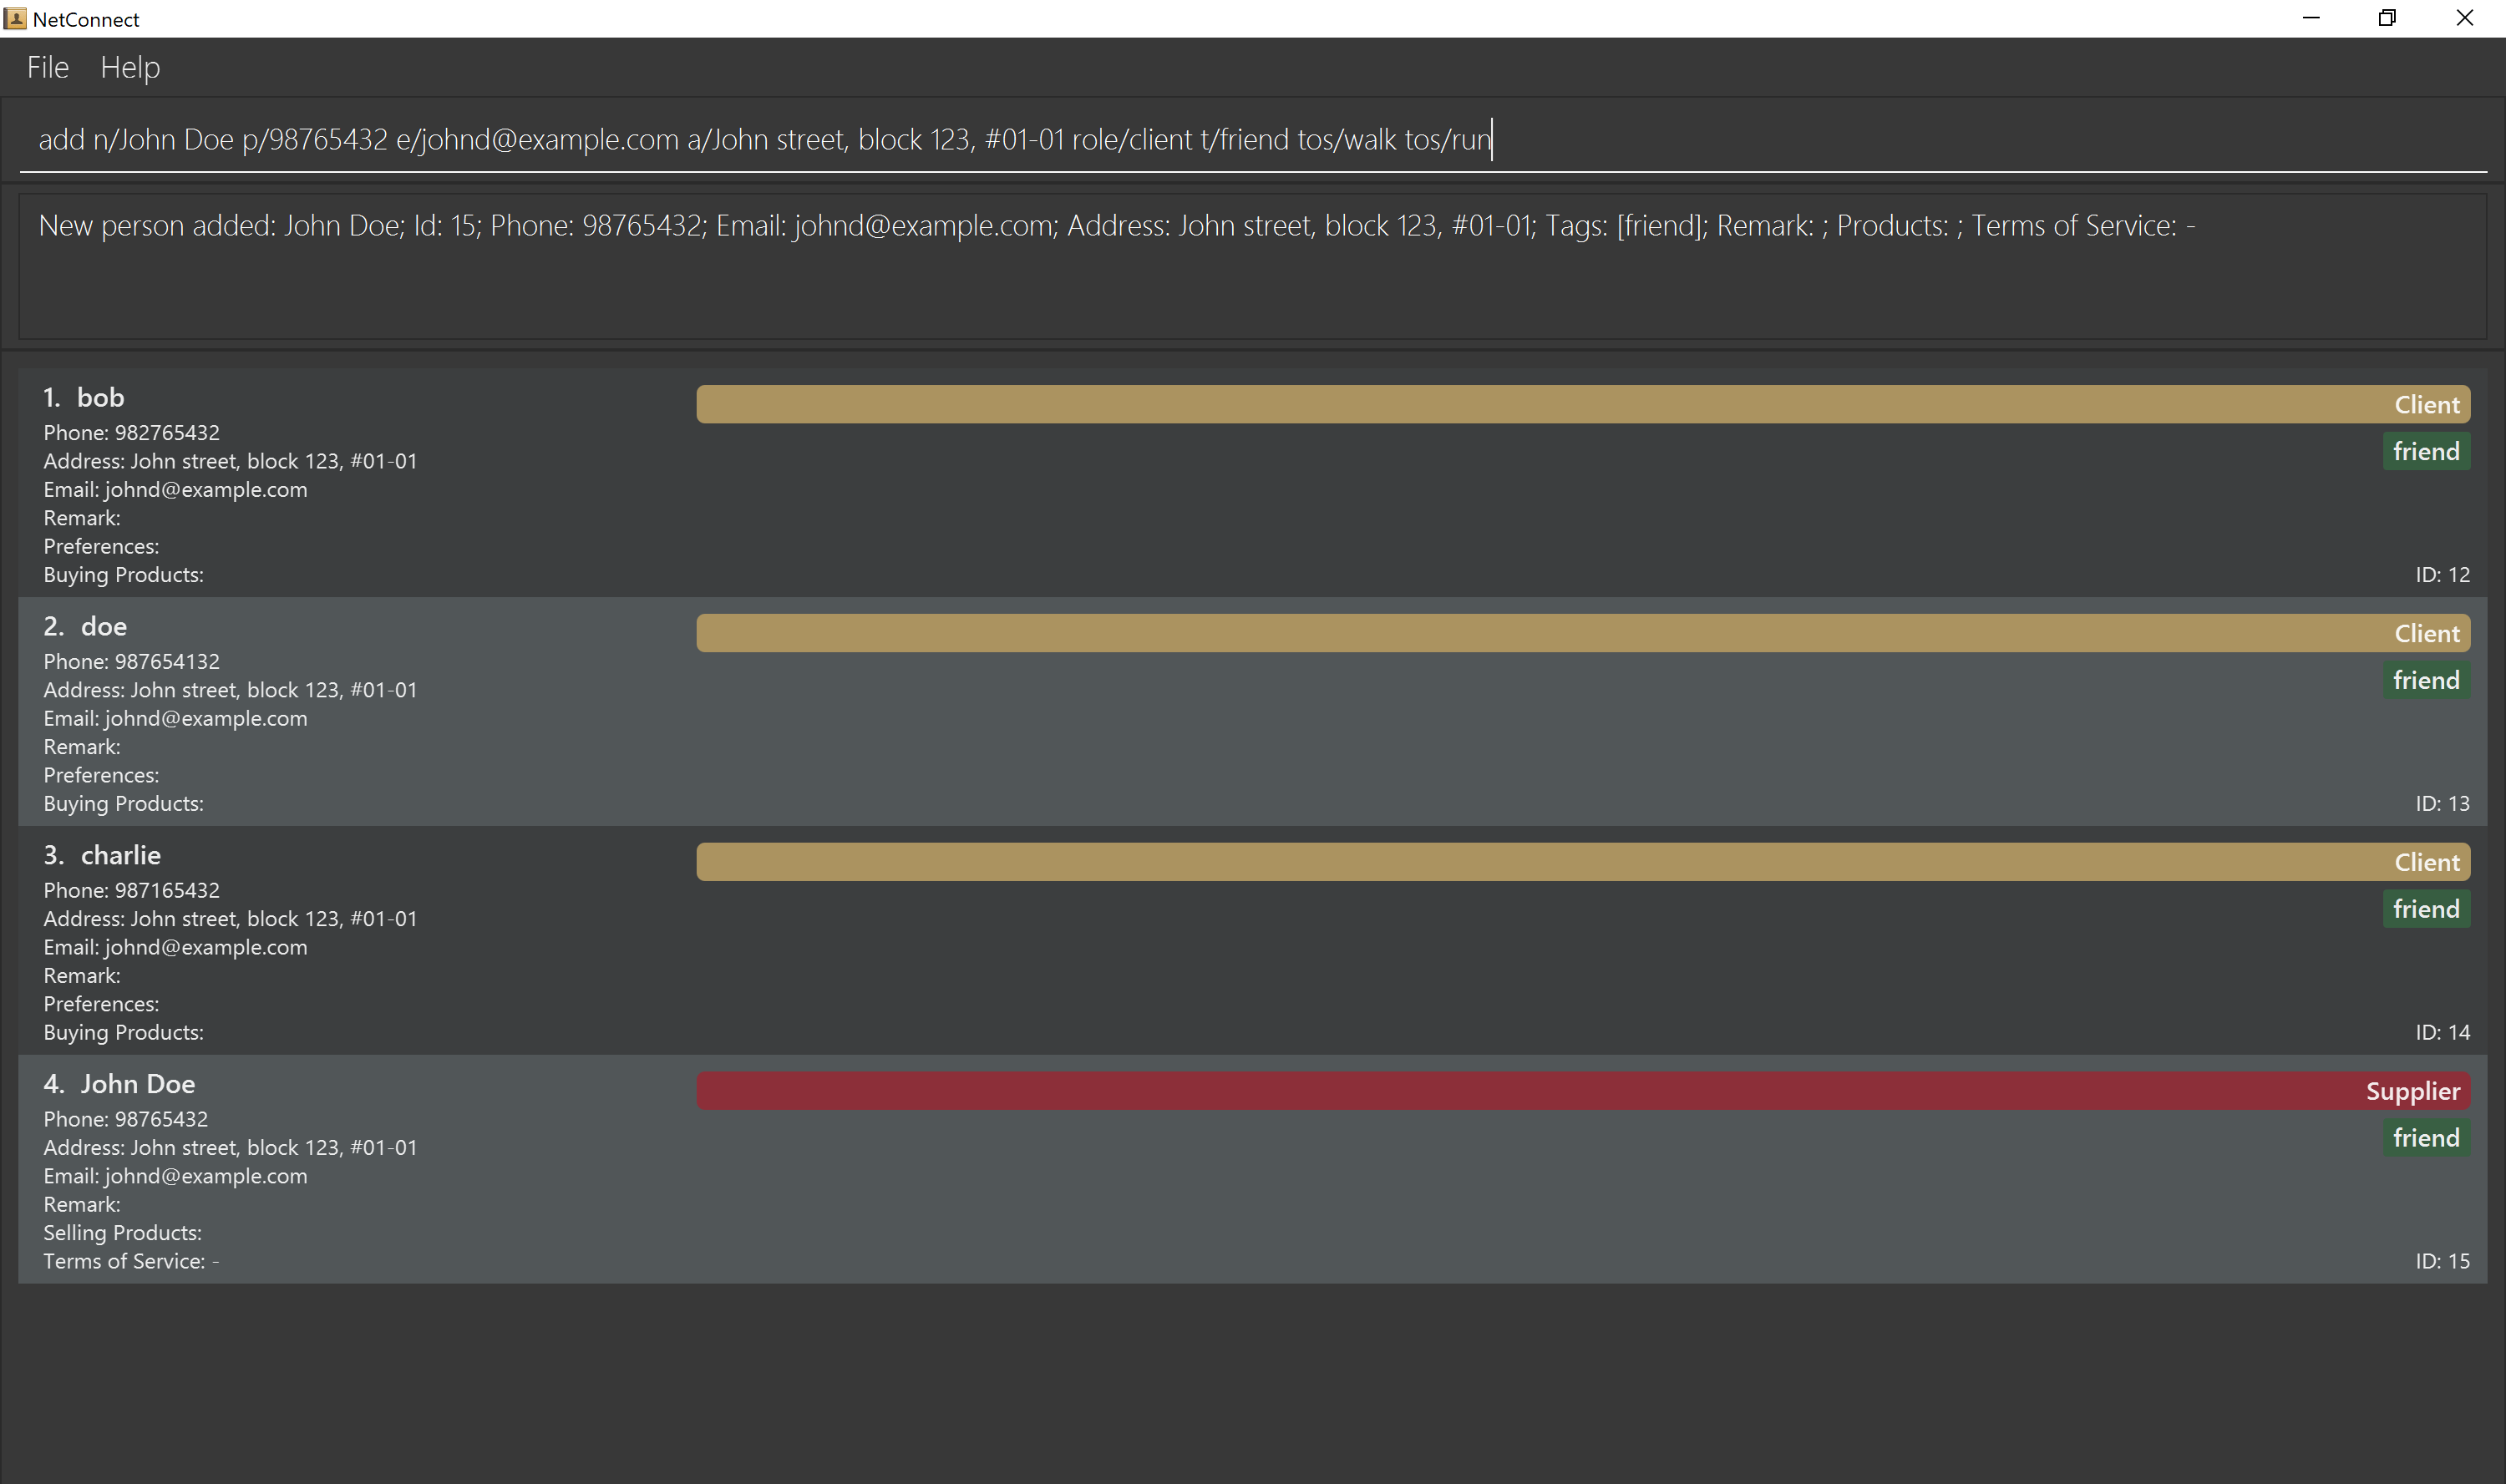 NetConnect
File Help
add n/John Doe p/98765432 e/johnd@example.com a/John street, block 123, #01-01 role/client t/friend tos/walk tos/run
New person added: John Doe; Id: 15; Phone: 98765432; Email: johnd@example.com; Address: John street, block 123, #01-01; Tags: [friend]; Remark: ; Products: ; Terms of Service: -
1. bob
Client
Phone: 982765432
friend
Address: John street, block 123, #01-01
Email: johnd@example.com
Remark:
Preferences:
Buying Products:
ID: 12
2. doe
Client
Phone: 987654132
friend
Address: John street, block 123, #01-01
Email: johnd@example.com
Remark:
Preferences:
Buying Products:
ID: 13
3. charlie
Client
Phone: 987165432
friend
Address: John street, block 123, #01-01
Email: johnd@example.com
Remark:
Preferences:
Buying Products:
ID: 14
4. John Doe
Supplier
Phone: 98765432
friend
Address: John street, block 123, #01-01
Email: johnd@example.com
Remark:
Selling Products:
Terms of Service: -
ID: 15